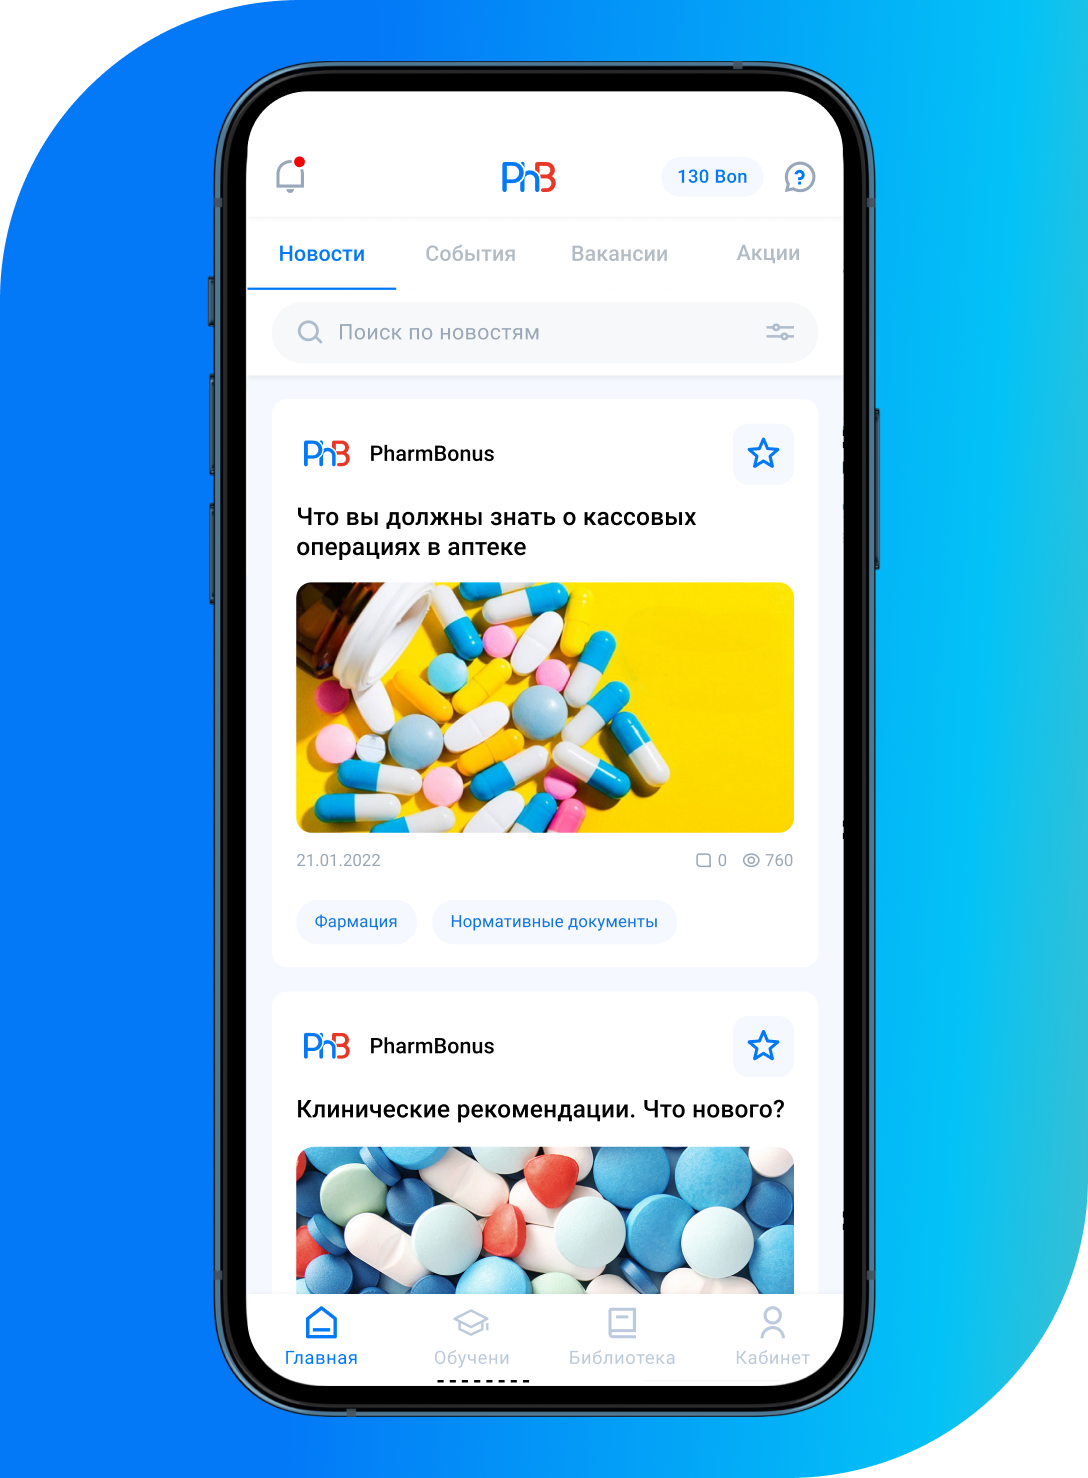 PhB
130 Bon
?
Новости
События
Вакансии
Акции
Поиск по новостям
PhB
PharmBonus
Что вы должны знать о кассовых
операциях в аптеке
21.01.2022
0
760
Фармация
Нормативные документы
PhB
PharmBonus
Клинические рекомендации. Что нового?
Главная
Обучени
Библиотека
Кабинет